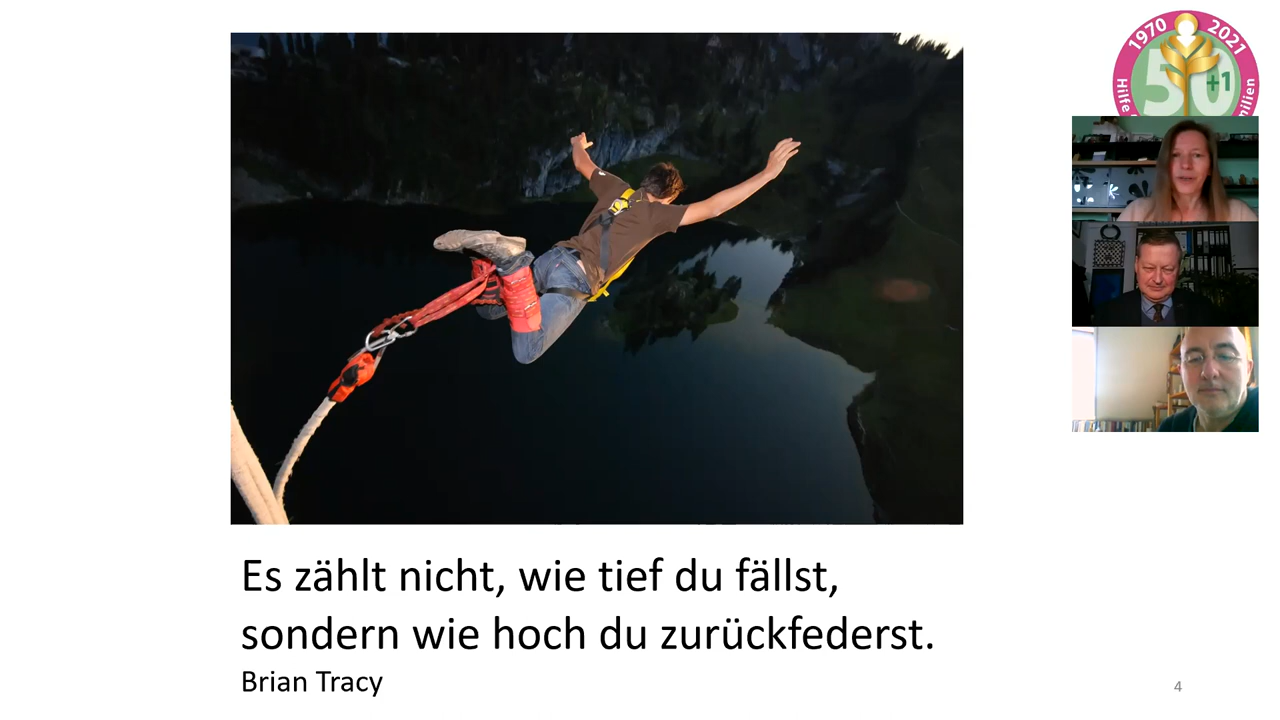 1970 2021
50 +1
Hilfe
Es zählt nicht, wie tief du fällst,
sondern wie hoch du zurückfederst.
Brian Tracy
4